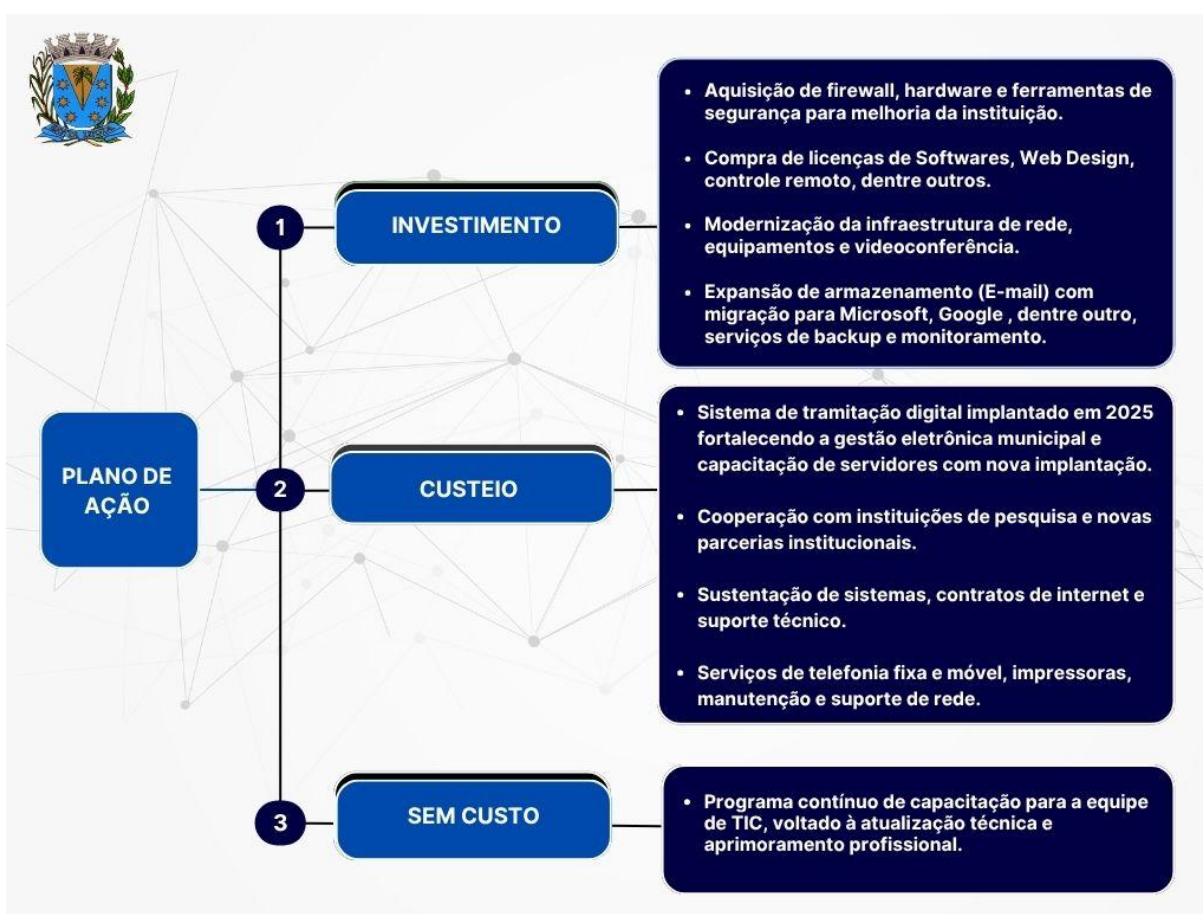 PLANO DE
AÇÃO
1
INVESTIMENTO
• Aquisição de firewall, hardware e ferramentas de
segurança para melhoria da instituição.
• Compra de licenças de Softwares, Web Design,
controle remoto, dentre outros.
• Modernização da infraestrutura de rede,
equipamentos e videoconferência.
• Expansão de armazenamento (E-mail) com
migração para Microsoft, Google , dentre outro,
serviços de backup e monitoramento.
2
CUSTEIO
• Sistema de tramitação digital implantado em 2025
fortalecendo a gestão eletrônica municipal e
capacitação de servidores com nova implantação.
• Cooperação com instituições de pesquisa e novas
parcerias institucionais.
• Sustentação de sistemas, contratos de internet e
suporte técnico.
• Serviços de telefonia fixa e móvel, impressoras,
manutenção e suporte de rede.
3
SEM CUSTO
• Programa contínuo de capacitação para a equipe
de TIC, voltado à atualização técnica e
aprimoramento profissional.